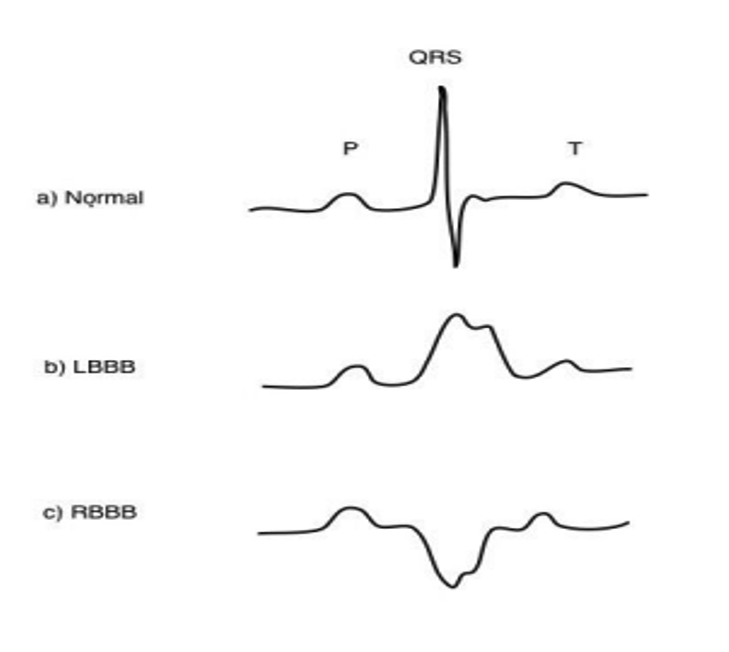 QRS
P
T
a) Normal
b) LBBB
c) RBBB